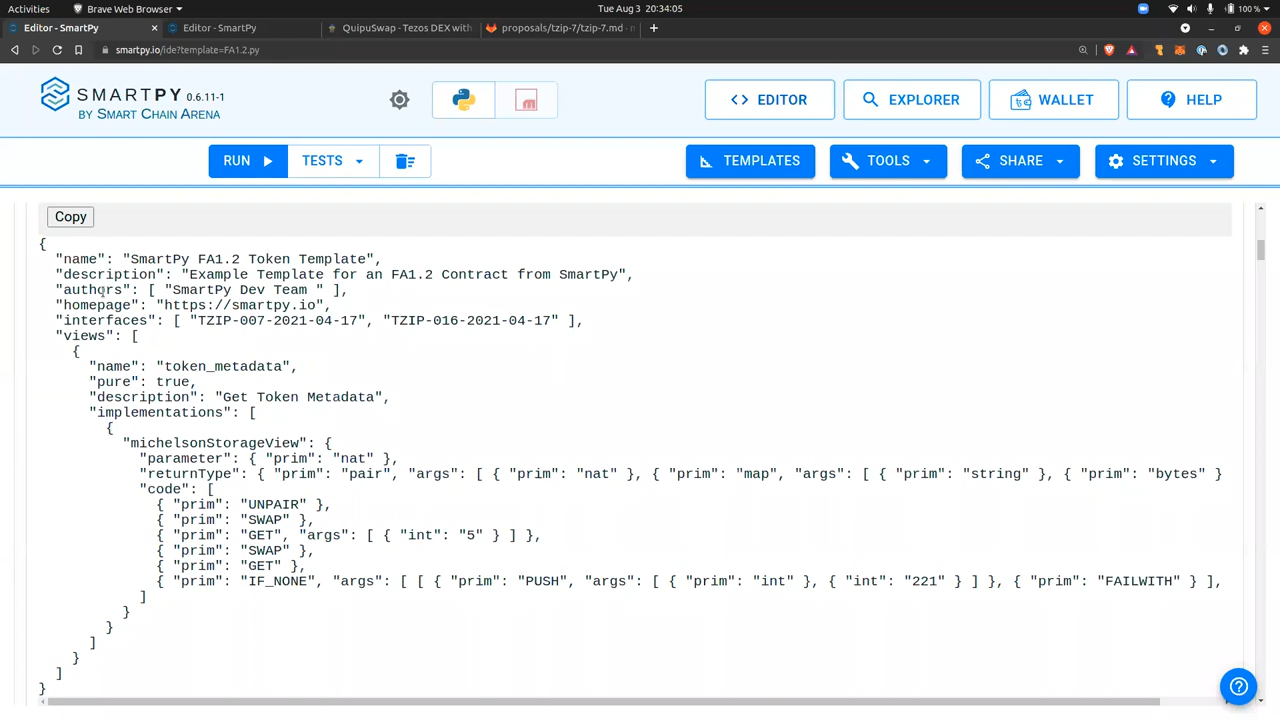 Activities
Brave Web Browser
Tue Aug 3 20:34:05
100 %
Editor - SmartPy
Editor - SmartPy
QuipuSwap - Tezos DEX with
proposals/tzip-7/tzip-7.md
smartpy.io/ide?template=FA1.2.py
SMARTPY 0.6.11-1
BY SMART CHAIN ARENA
EDITOR
EXPLORER
WALLET
HELP
RUN
TESTS
TEMPLATES
TOOLS
SHARE
SETTINGS
Copy
{
"name": "SmartPy FA1.2 Token Template",
"description": "Example Template for an FA1.2 Contract from SmartPy",
"authors": [ "SmartPy Dev Team " ],
"homepage": "https://smartpy.io",
"interfaces": [ "TZIP-007-2021-04-17", "TZIP-016-2021-04-17" ],
"views": [
{
"name": "token_metadata",
"pure": true,
"description": "Get Token Metadata",
"implementations": [
{
"michelsonStorageView": {
"parameter": { "prim": "nat" },
"returnType": { "prim": "pair", "args": [ { "prim": "nat" }, { "prim": "map", "args": [ { "prim": "string" }, { "prim": "bytes" }
"code": [
{ "prim": "UNPAIR" },
{ "prim": "SWAP" },
{ "prim": "GET", "args": [ { "int": "5" } ] },
{ "prim": "SWAP" },
{ "prim": "GET" },
{ "prim": "IF_NONE", "args": [ [ { "prim": "PUSH", "args": [ { "prim": "int" }, { "int": "221" } ] }, { "prim": "FAILWITH" } ],
]
}
}
]
}
]
}